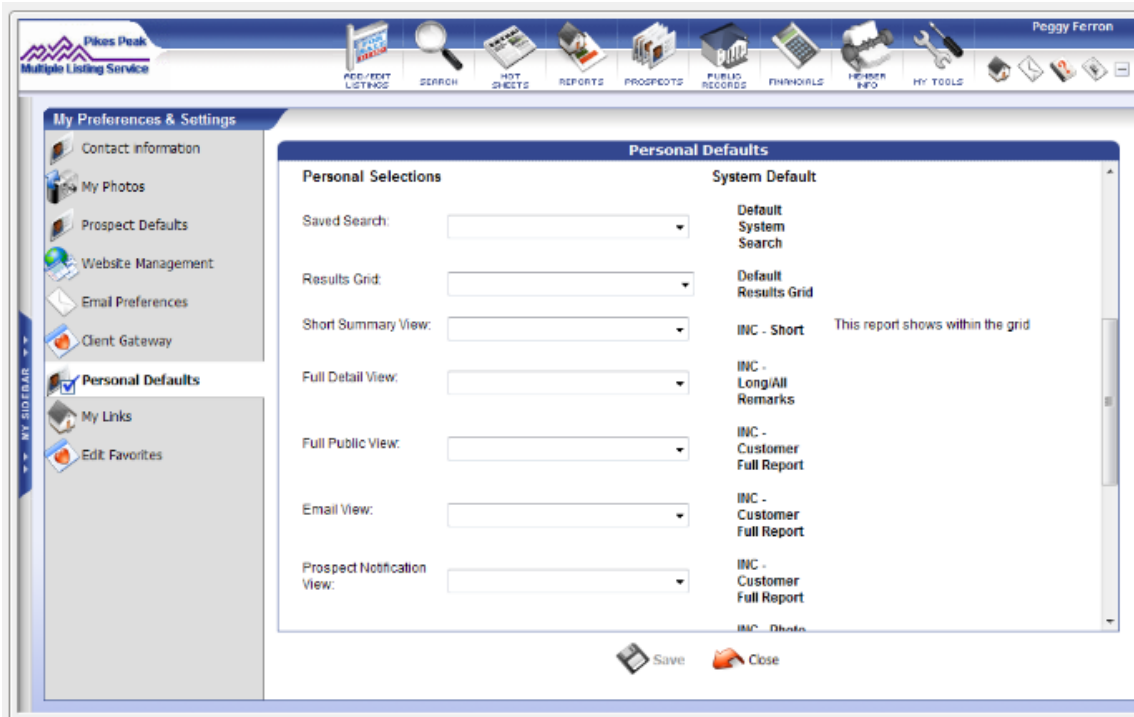 Pikes Peak
Multiple Listing Service
Peggy Ferron
ADD/EDIT
LISTINGS
SEARCH
HOT
SHEETS
REPORTS
PROSPECTS
PUBLIC
RECORDS
FINANCIALS
MEMBER
INFO
MY TOOLS
My Preferences & Settings
Contact Information
My Photos
Prospect Defaults
Website Management
Email Preferences
Client Gateway
Personal Defaults
My Links
Edit Favorites
MY SIDEBAR
Personal Defaults
Personal Selections
System Default
Saved Search:
Default
System
Search
Results Grid:
Default
Results Grid
Short Summary View:
INC - Short
This report shows within the grid
Full Detail View:
INC -
Long/All
Remarks
Full Public View:
INC -
Customer
Full Report
Email View:
INC -
Customer
Full Report
Prospect Notification
View:
INC -
Customer
Full Report
INC - Photo
Save
Close